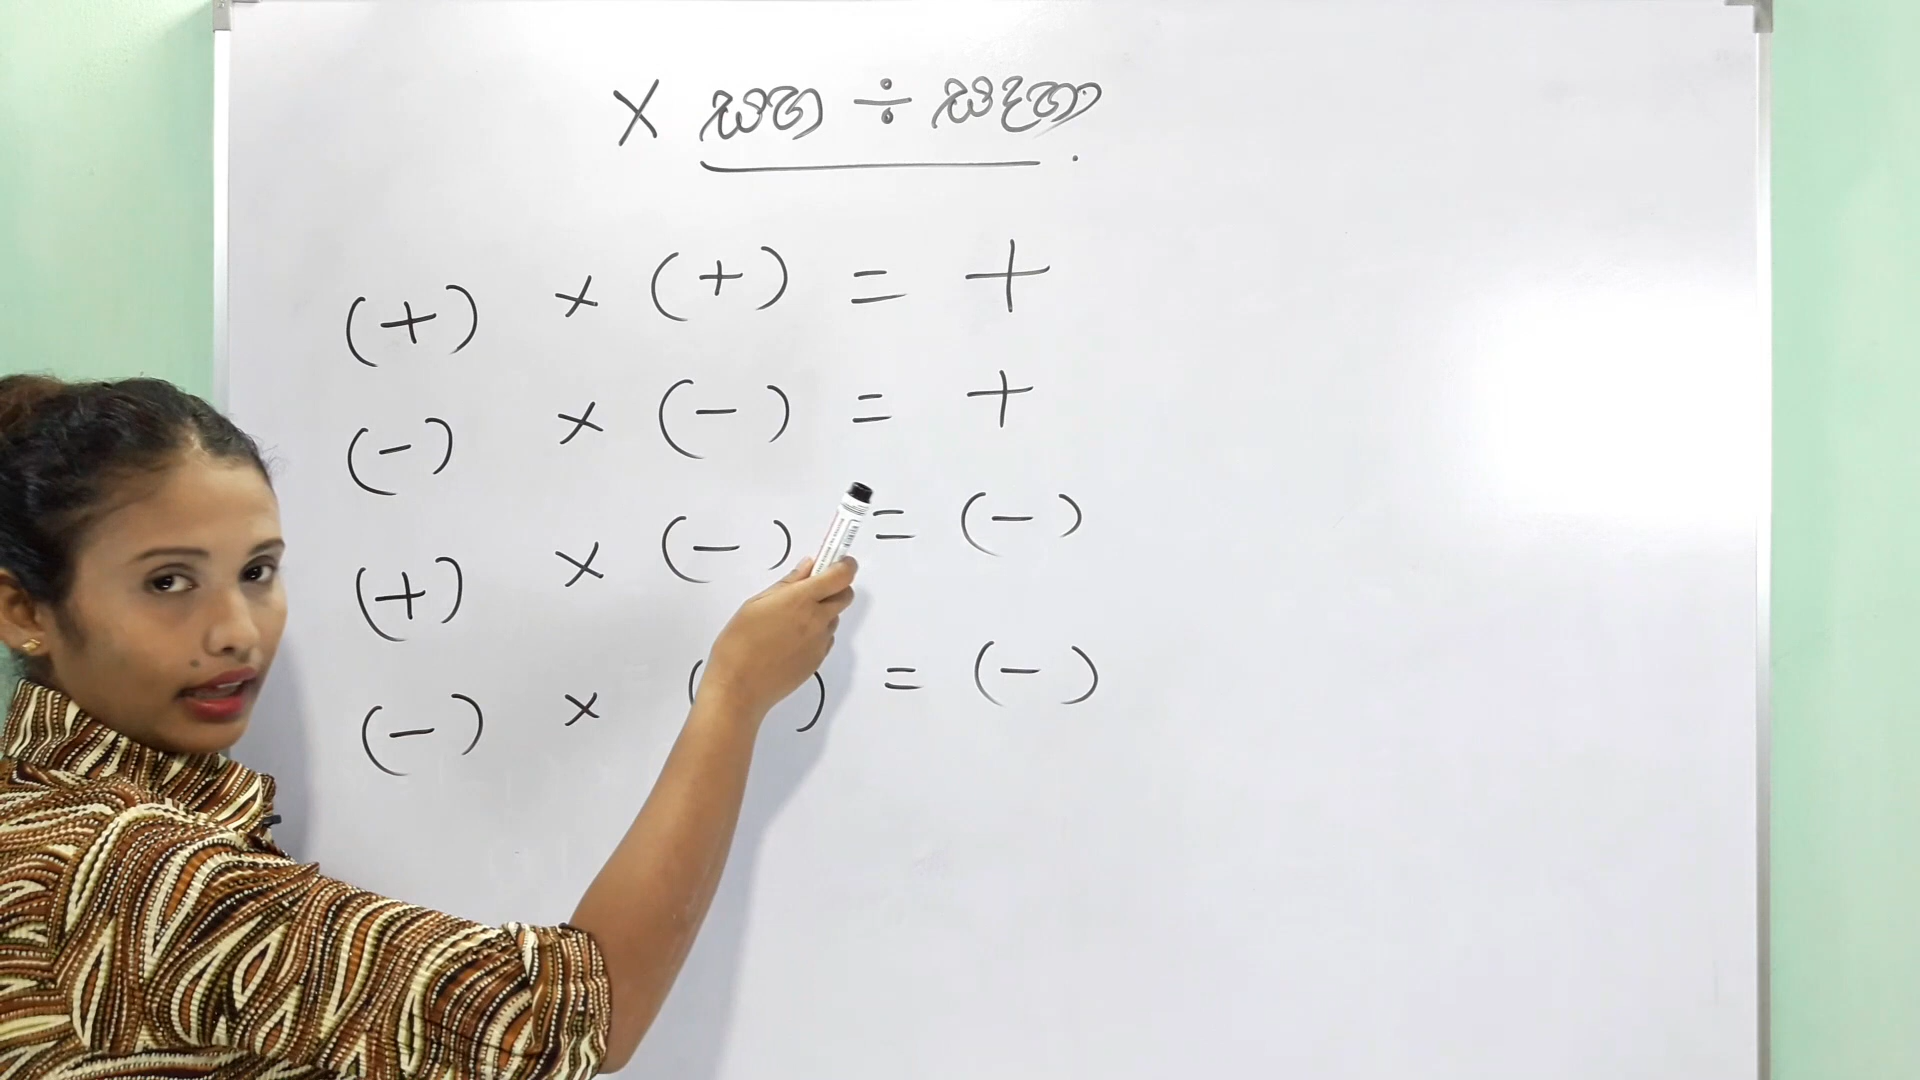 × සහා ÷ සඳහා.
(+) × (+) = +
(-) × (-) = +
(+) × (-) = (-)
(-) × ( ) = (-)